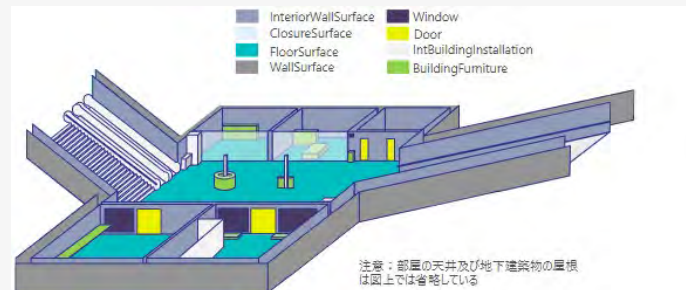 InteriorWallSurface
ClosureSurface
FloorSurface
WallSurface
Window
Door
IntBuildingInstallation
BuildingFurniture
注意：部屋の天井及び地下建築物の屋根
は図上では省略している